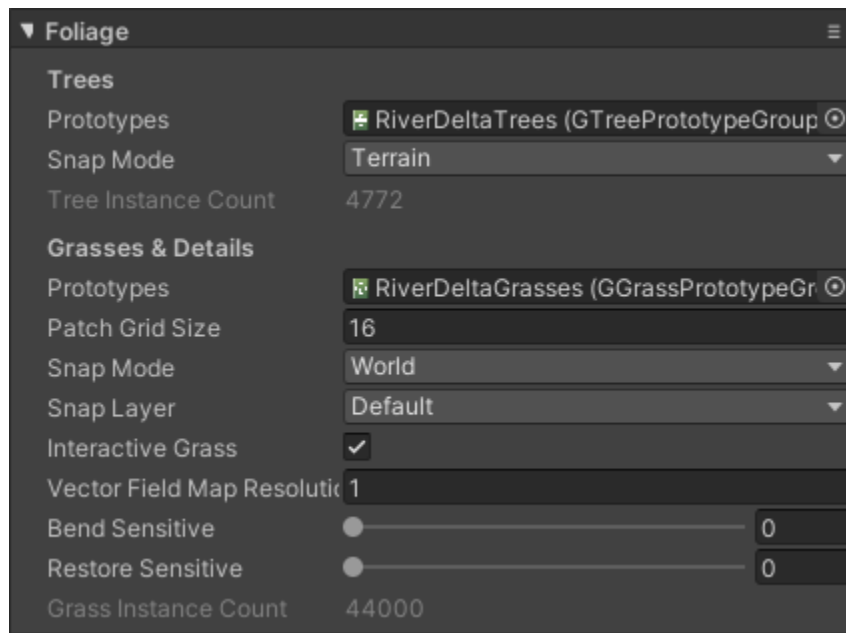 Foliage
Trees
Prototypes RiverDeltaTrees (GTreePrototypeGroup
Snap Mode Terrain
Tree Instance Count 4772
Grasses & Details
Prototypes RiverDeltaGrasses (GGrassPrototypeGr
Patch Grid Size 16
Snap Mode World
Snap Layer Default
Interactive Grass
Vector Field Map Resolutic 1
Bend Sensitive 0
Restore Sensitive 0
Grass Instance Count 44000